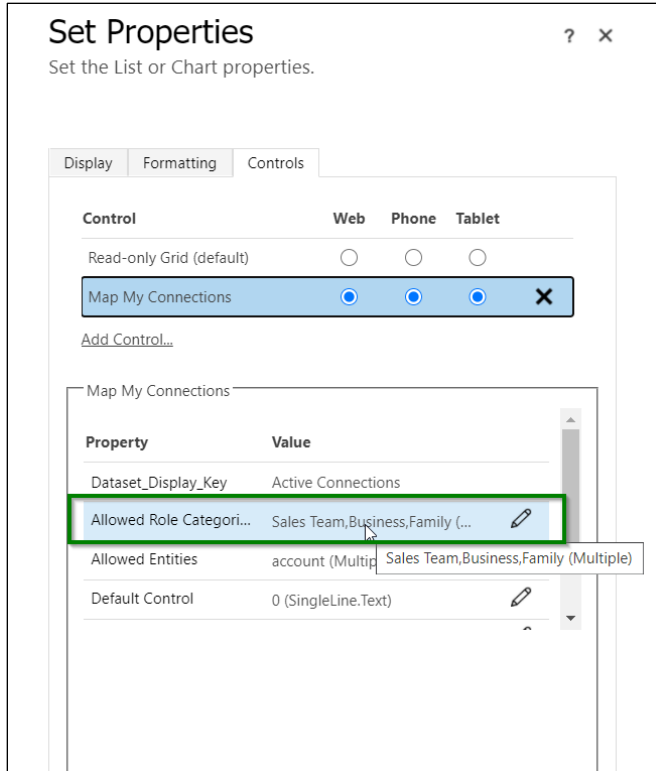 Set Properties
? ×
Set the List or Chart properties.
Display Formatting Controls
Control Web Phone Tablet
Read-only Grid (default)
Map My Connections
Add Control...
Map My Connections
Property Value
Dataset_Display_Key Active Connections
Allowed Role Categori... Sales Team,Business,Family (...
Allowed Entities account (Multip
Sales Team,Business,Family (Multiple)
Default Control 0 (SingleLine.Text)